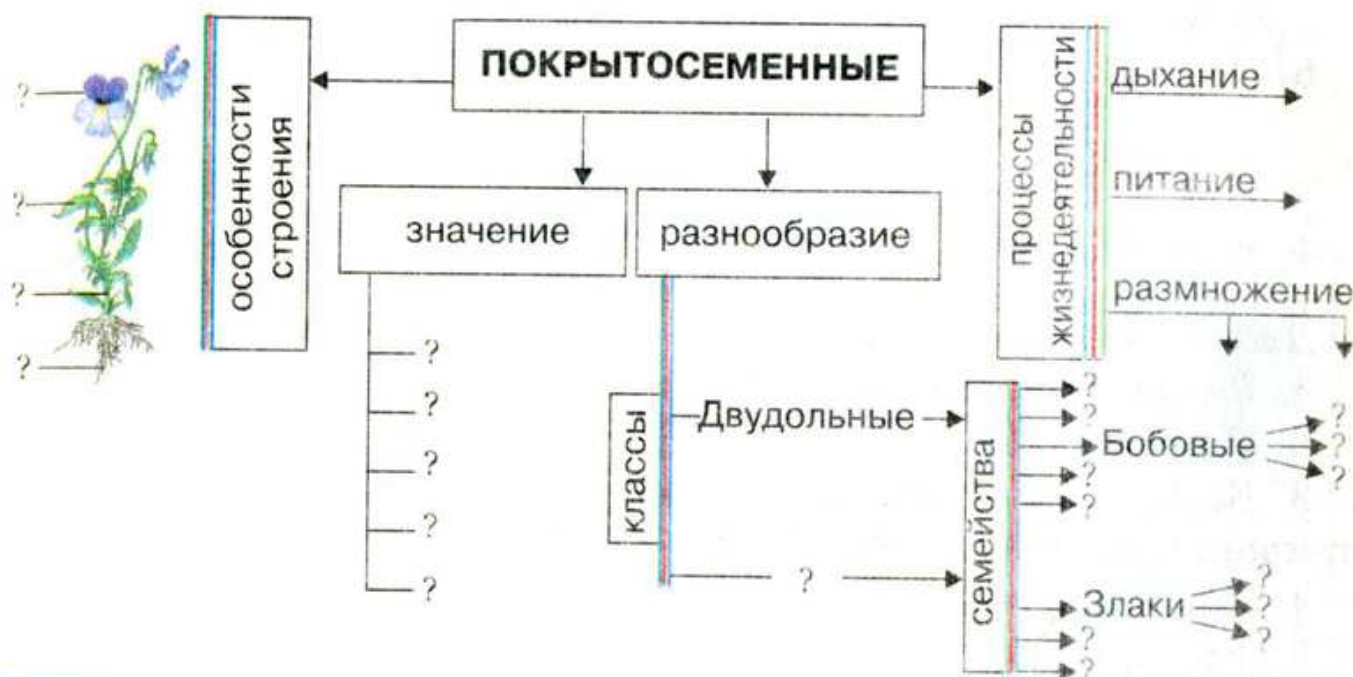 ПОКРЫТОСЕМЕННЫЕ
особенности
строения
?
?
?
?
значение
?
?
?
?
?
разнообразие
классы
Двудольные
?
семейства
?
?
Бобовые
?
?
?
?
?
Злаки
?
?
?
?
?
процессы
жизнедеятельности
дыхание
питание
размножение